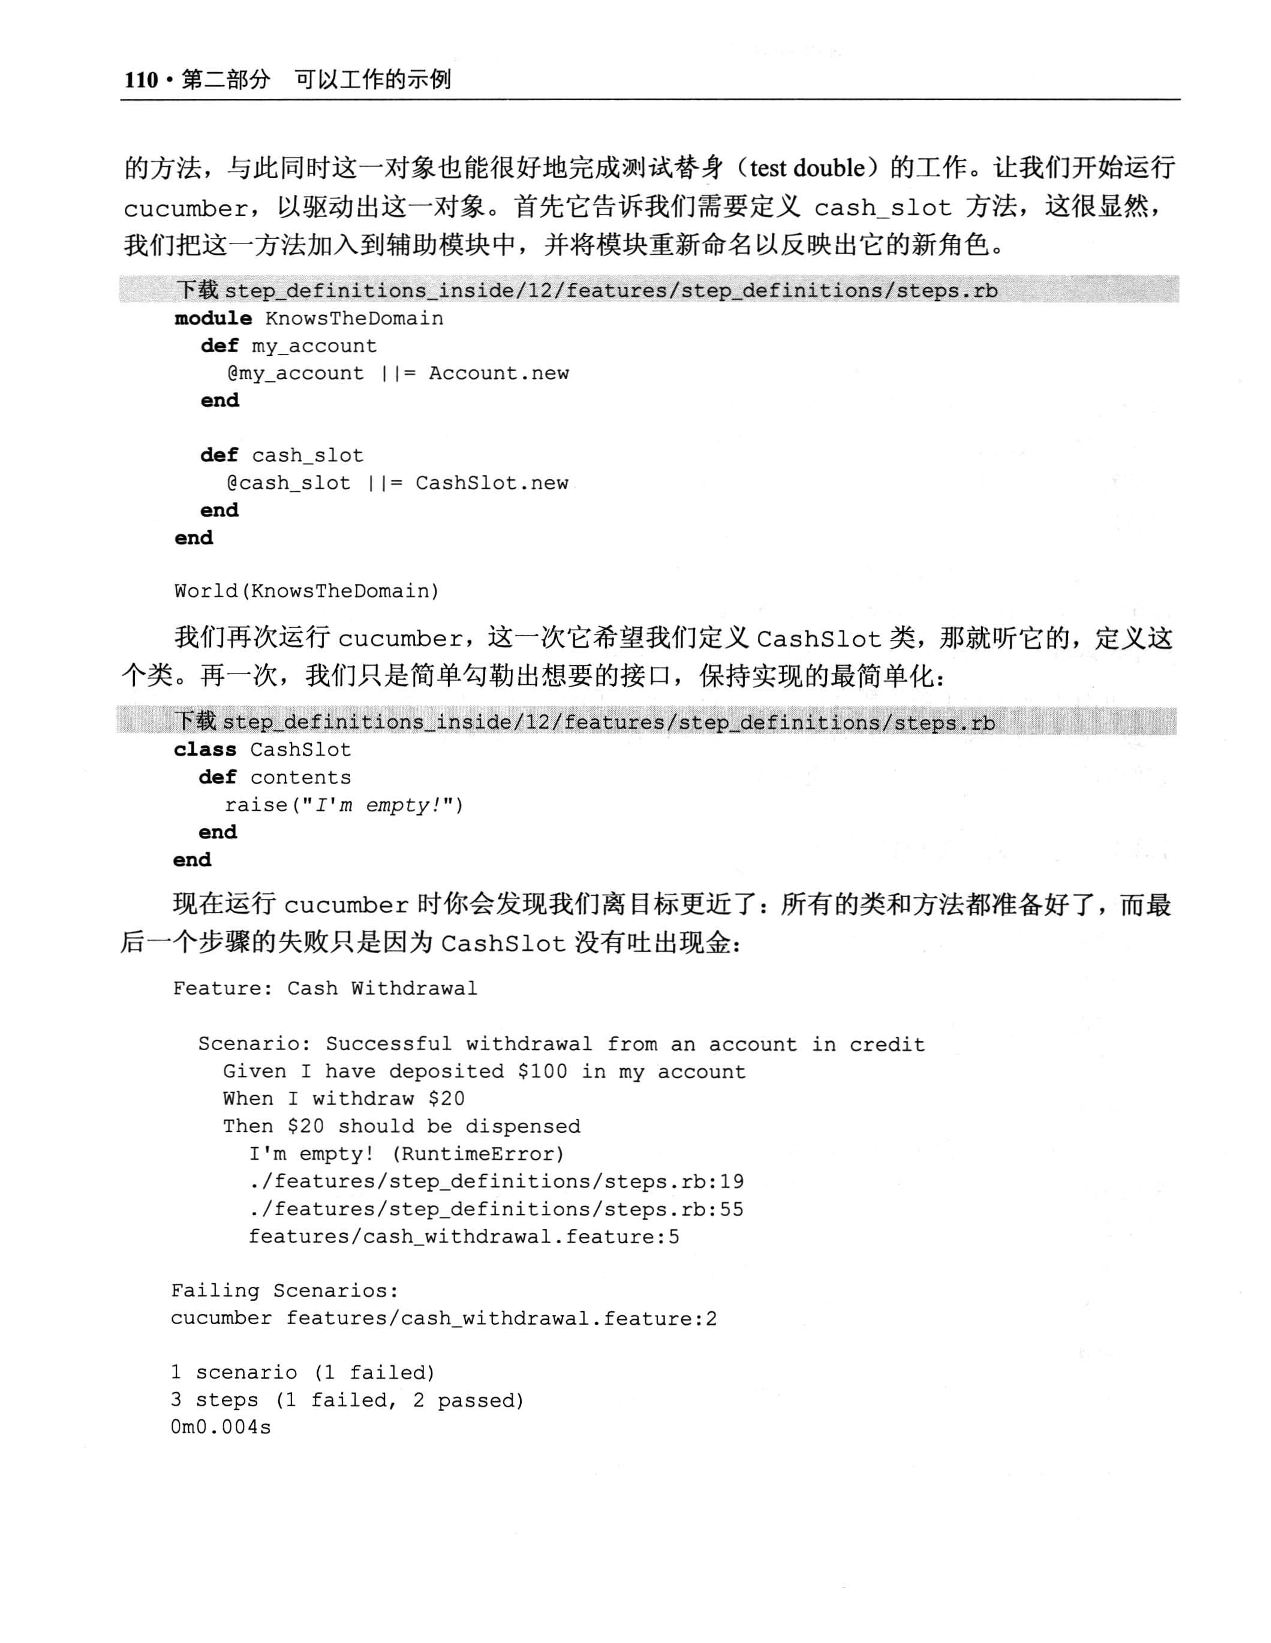 110 • 第二部分　可以工作的示例
的方法，与此同时这一对象也能很好地完成测试替身（test double）的工作。让我们开始运行
cucumber，以驱动出这一对象。首先它告诉我们需要定义 cash_slot 方法，这很显然，
我们把这一方法加入到辅助模块中，并将模块重新命名以反映出它的新角色。
下载 step_definitions_inside/12/features/step_definitions/steps.rb
module KnowsTheDomain
  def my_account
    @my_account ||= Account.new
  end
  def cash_slot
    @cash_slot ||= CashSlot.new
  end
end
World(KnowsTheDomain)
我们再次运行 cucumber，这一次它希望我们定义 CashSlot 类，那就听它的，定义这
个类。再一次，我们只是简单勾勒出想要的接口，保持实现的最简单化：
下载 step_definitions_inside/12/features/step_definitions/steps.rb
class CashSlot
  def contents
    raise("I'm empty!")
  end
end
现在运行 cucumber 时你会发现我们离目标更近了：所有的类和方法都准备好了，而最
后一个步骤的失败只是因为 CashSlot 没有吐出现金：
Feature: Cash Withdrawal
  Scenario: Successful withdrawal from an account in credit
    Given I have deposited $100 in my account
    When I withdraw $20
    Then $20 should be dispensed
      I'm empty! (RuntimeError)
      ./features/step_definitions/steps.rb:19
      ./features/step_definitions/steps.rb:55
      features/cash_withdrawal.feature:5
Failing Scenarios:
cucumber features/cash_withdrawal.feature:2
1 scenario (1 failed)
3 steps (1 failed, 2 passed)
0m0.004s